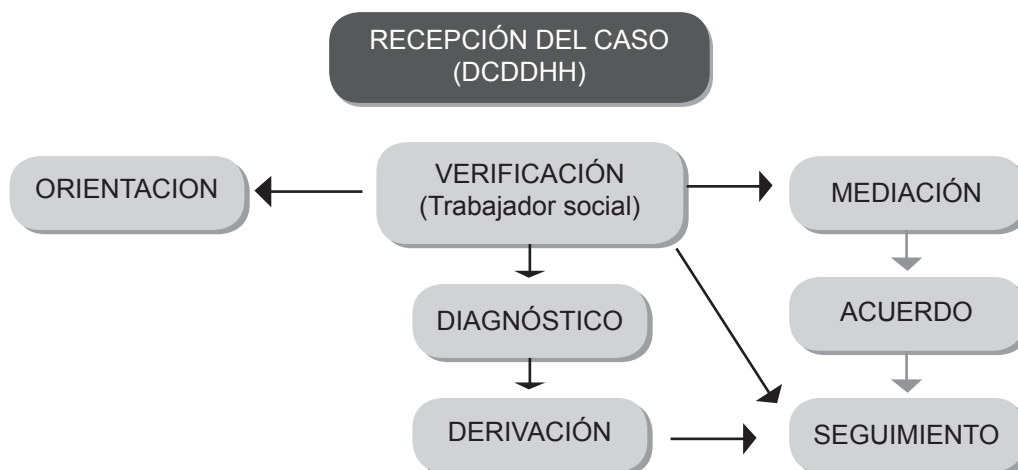 RECEPCIÓN DEL CASO
(DCDDHH)
ORIENTACION
VERIFICACIÓN
(Trabajador social)
MEDIACIÓN
DIAGNÓSTICO
ACUERDO
DERIVACIÓN
SEGUIMIENTO